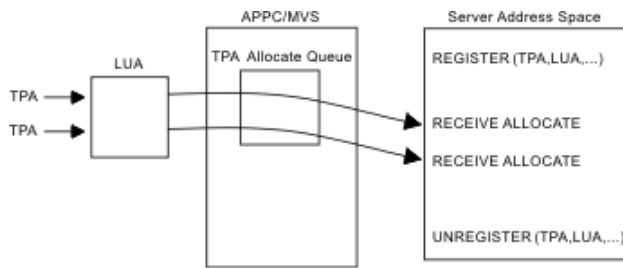 APPC/MVS
Server Address Space
LUA
TPA Allocate Queue
REGISTER (TPA,LUA,...)
TPA
TPA
RECEIVE ALLOCATE
RECEIVE ALLOCATE
UNREGISTER (TPA,LUA,...)